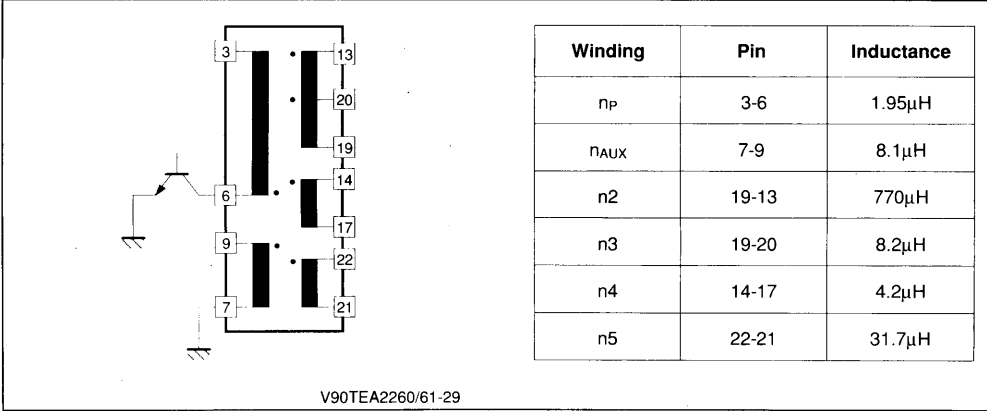 3
13
20
19
14
6
17
9
22
7
21
V90TEA2260/61-29
Winding Pin Inductance
nP 3-6 1.95µH
nAUX 7-9 8.1µH
n2 19-13 770µH
n3 19-20 8.2µH
n4 14-17 4.2µH
n5 22-21 31.7µH